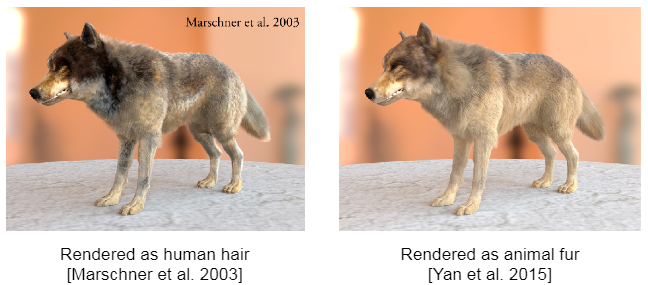 Marschner et al. 2003
Rendered as human hair
[Marschner et al. 2003]
Rendered as animal fur
[Yan et al. 2015]